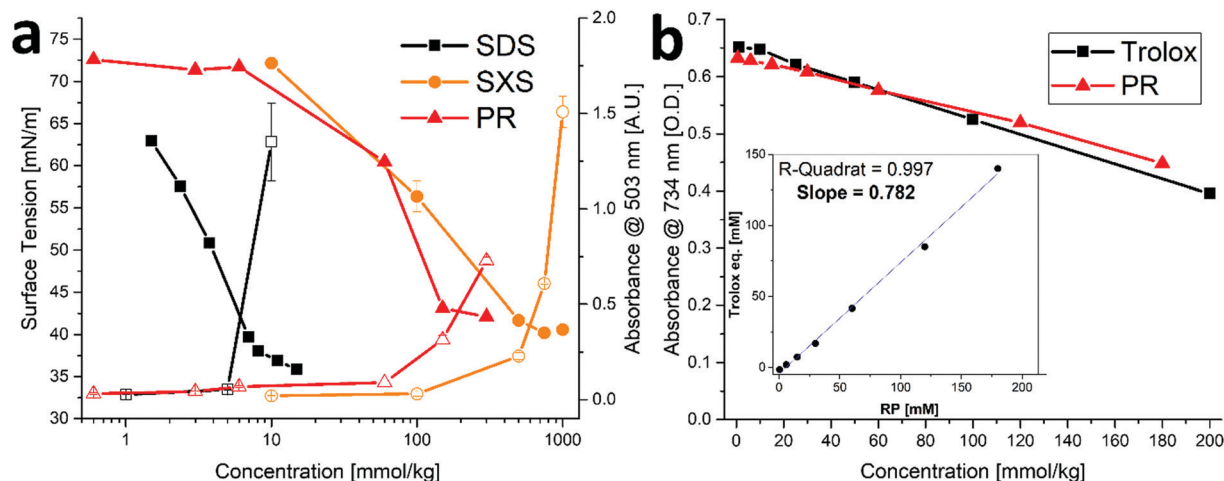 a
SDS
SXS
PR
Surface Tension [mN/m]
75
70
65
60
55
50
45
40
35
30
2.0
1.5
1.0
0.5
0.0
Absorbance @ 503 nm [A.U.]
1
10
100
1000
Concentration [mmol/kg]
b
Trolox
PR
Absorbance @ 734 nm [O.D.]
0.7
0.6
0.5
0.4
0.3
0.2
0.1
0.0
R-Quadrat = 0.997
Slope = 0.782
Trolox eq. [mM]
150
100
50
0
0
50
100
150
200
RP [mM]
0
20
40
60
80
100
120
140
160
180
200
Concentration [mmol/kg]